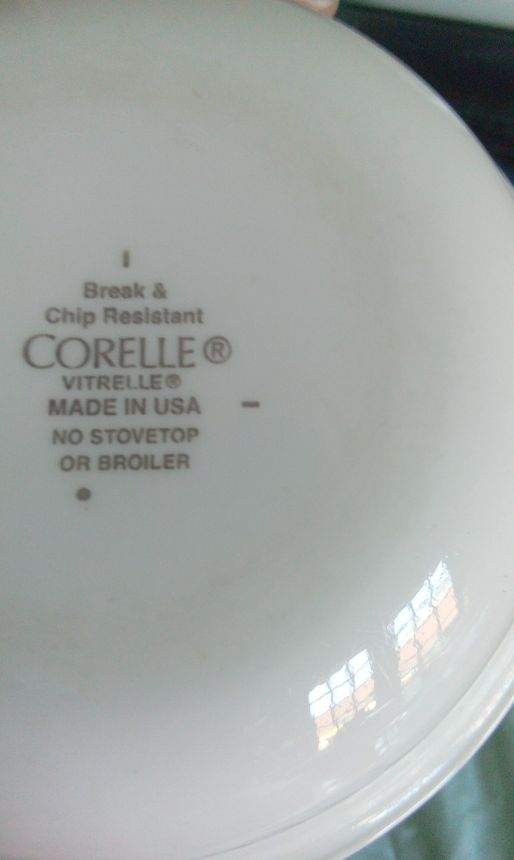 Break &
Chip Resistant
CORELLE®
VITRELLE®
MADE IN USA
NO STOVETOP
OR BROILER